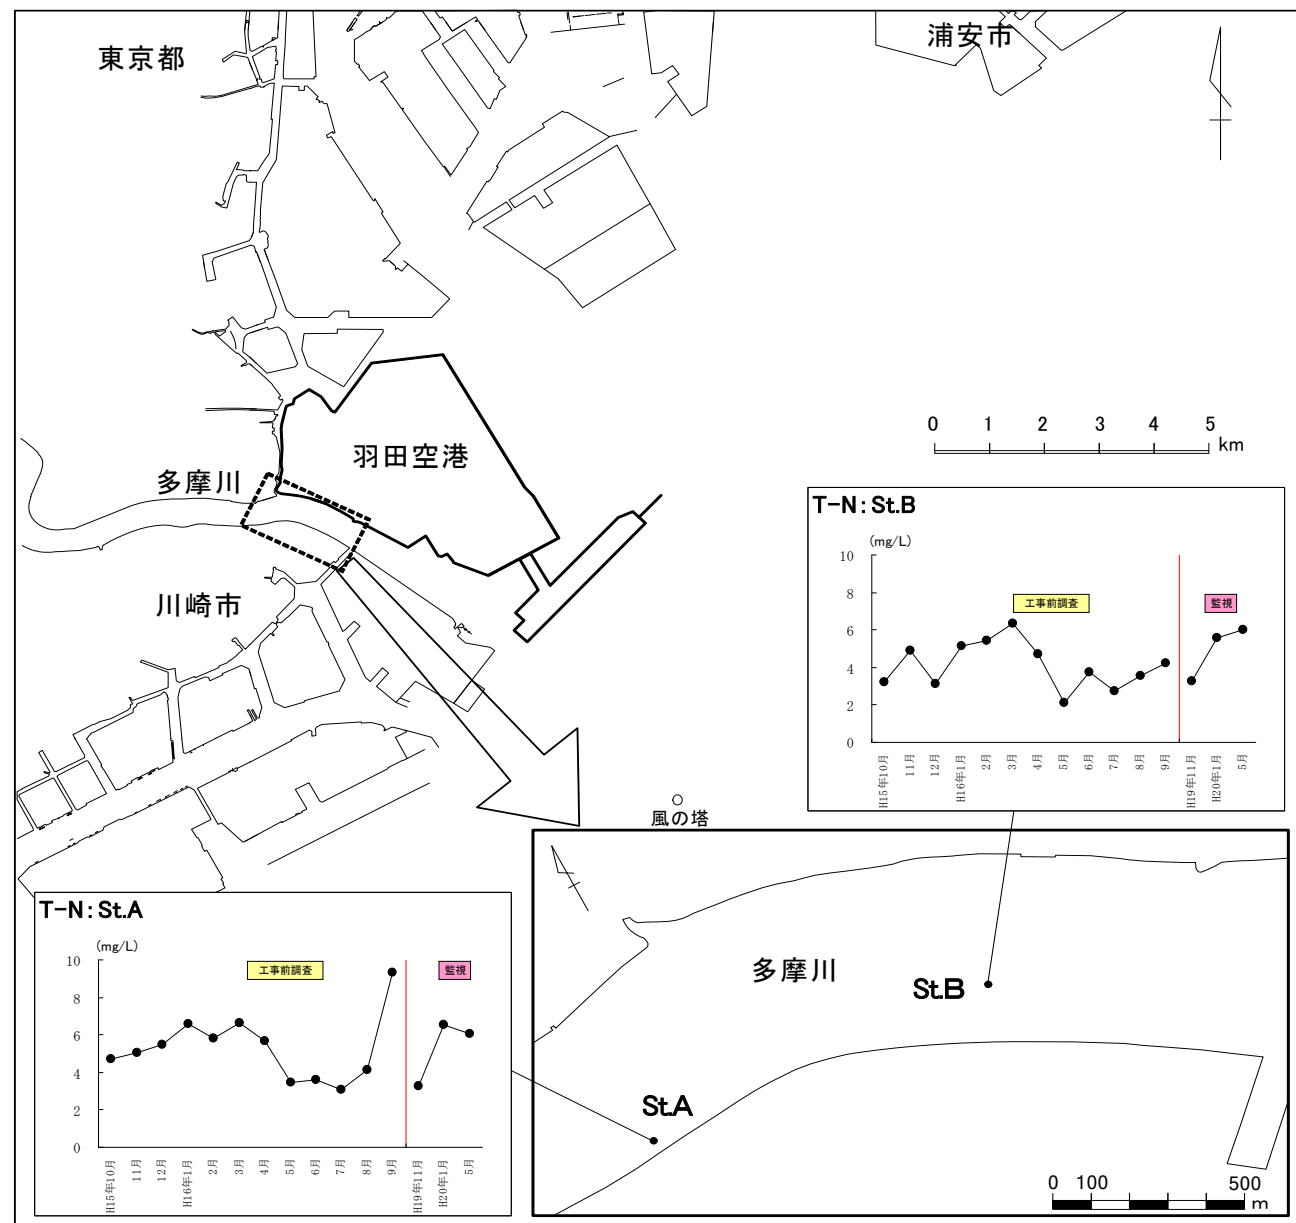 東京都
浦安市
羽田空港
多摩川
川崎市
0 1 2 3 4 5
km
風の塔
T-N:St.B
(mg/L)
工事前調査
監視
10
8
6
4
2
0
H15年10月
11月
12月
H16年1月
2月
3月
4月
5月
6月
7月
8月
9月
H19年11月
H20年1月
5月
T-N:St.A
(mg/L)
工事前調査
監視
10
8
6
4
2
0
H15年10月
11月
12月
H16年1月
2月
3月
4月
5月
6月
7月
8月
9月
H19年11月
H20年1月
5月
多摩川
St.B
St.A
0 100 500
m